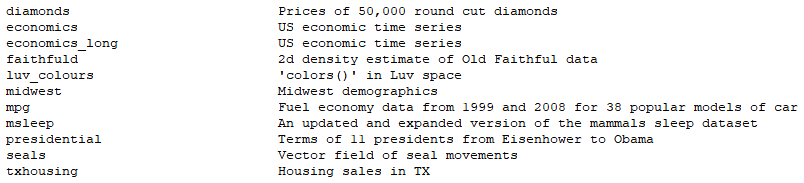 diamonds Prices of 50,000 round cut diamonds
economics US economic time series
economics_long US economic time series
faithfuld 2d density estimate of Old Faithful data
luv_colours 'colors()' in Luv space
midwest Midwest demographics
mpg Fuel economy data from 1999 and 2008 for 38 popular models of car
msleep An updated and expanded version of the mammals sleep dataset
presidential Terms of 11 presidents from Eisenhower to Obama
seals Vector field of seal movements
txhousing Housing sales in TX